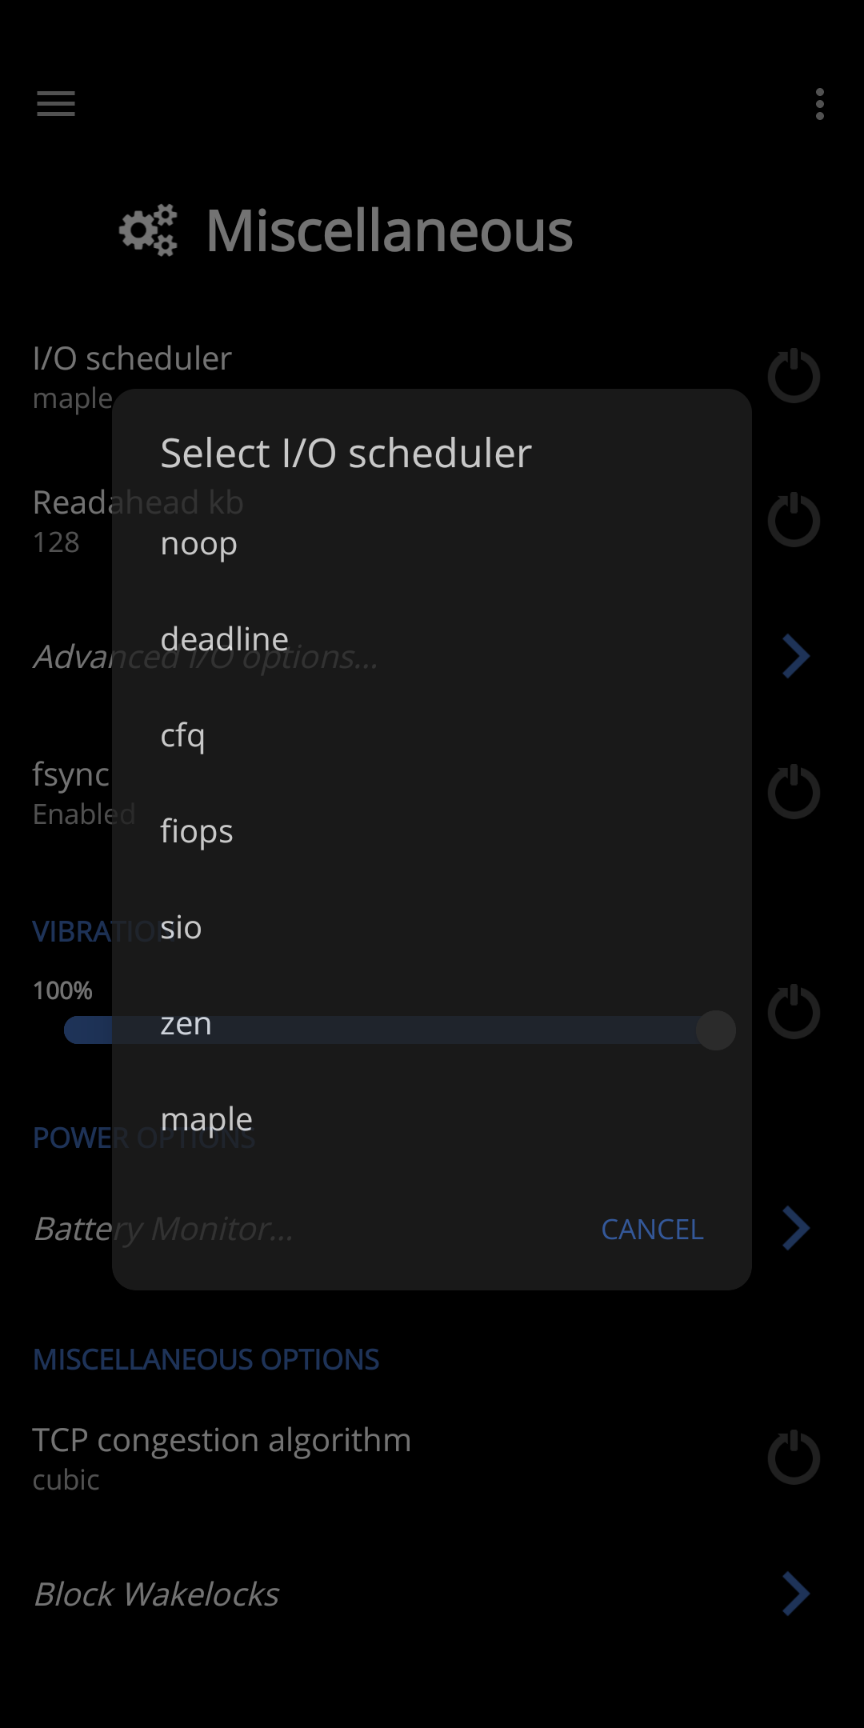 Miscellaneous
I/O scheduler
maple
Select I/O scheduler
Readahead kb
128
noop
deadline
Advanced I/O options...
cfq
fsync
Enabled
fiops
VIBRATION
sio
100%
zen
maple
POWER OPTIONS
Battery Monitor...
CANCEL
MISCELLANEOUS OPTIONS
TCP congestion algorithm
cubic
Block Wakelocks